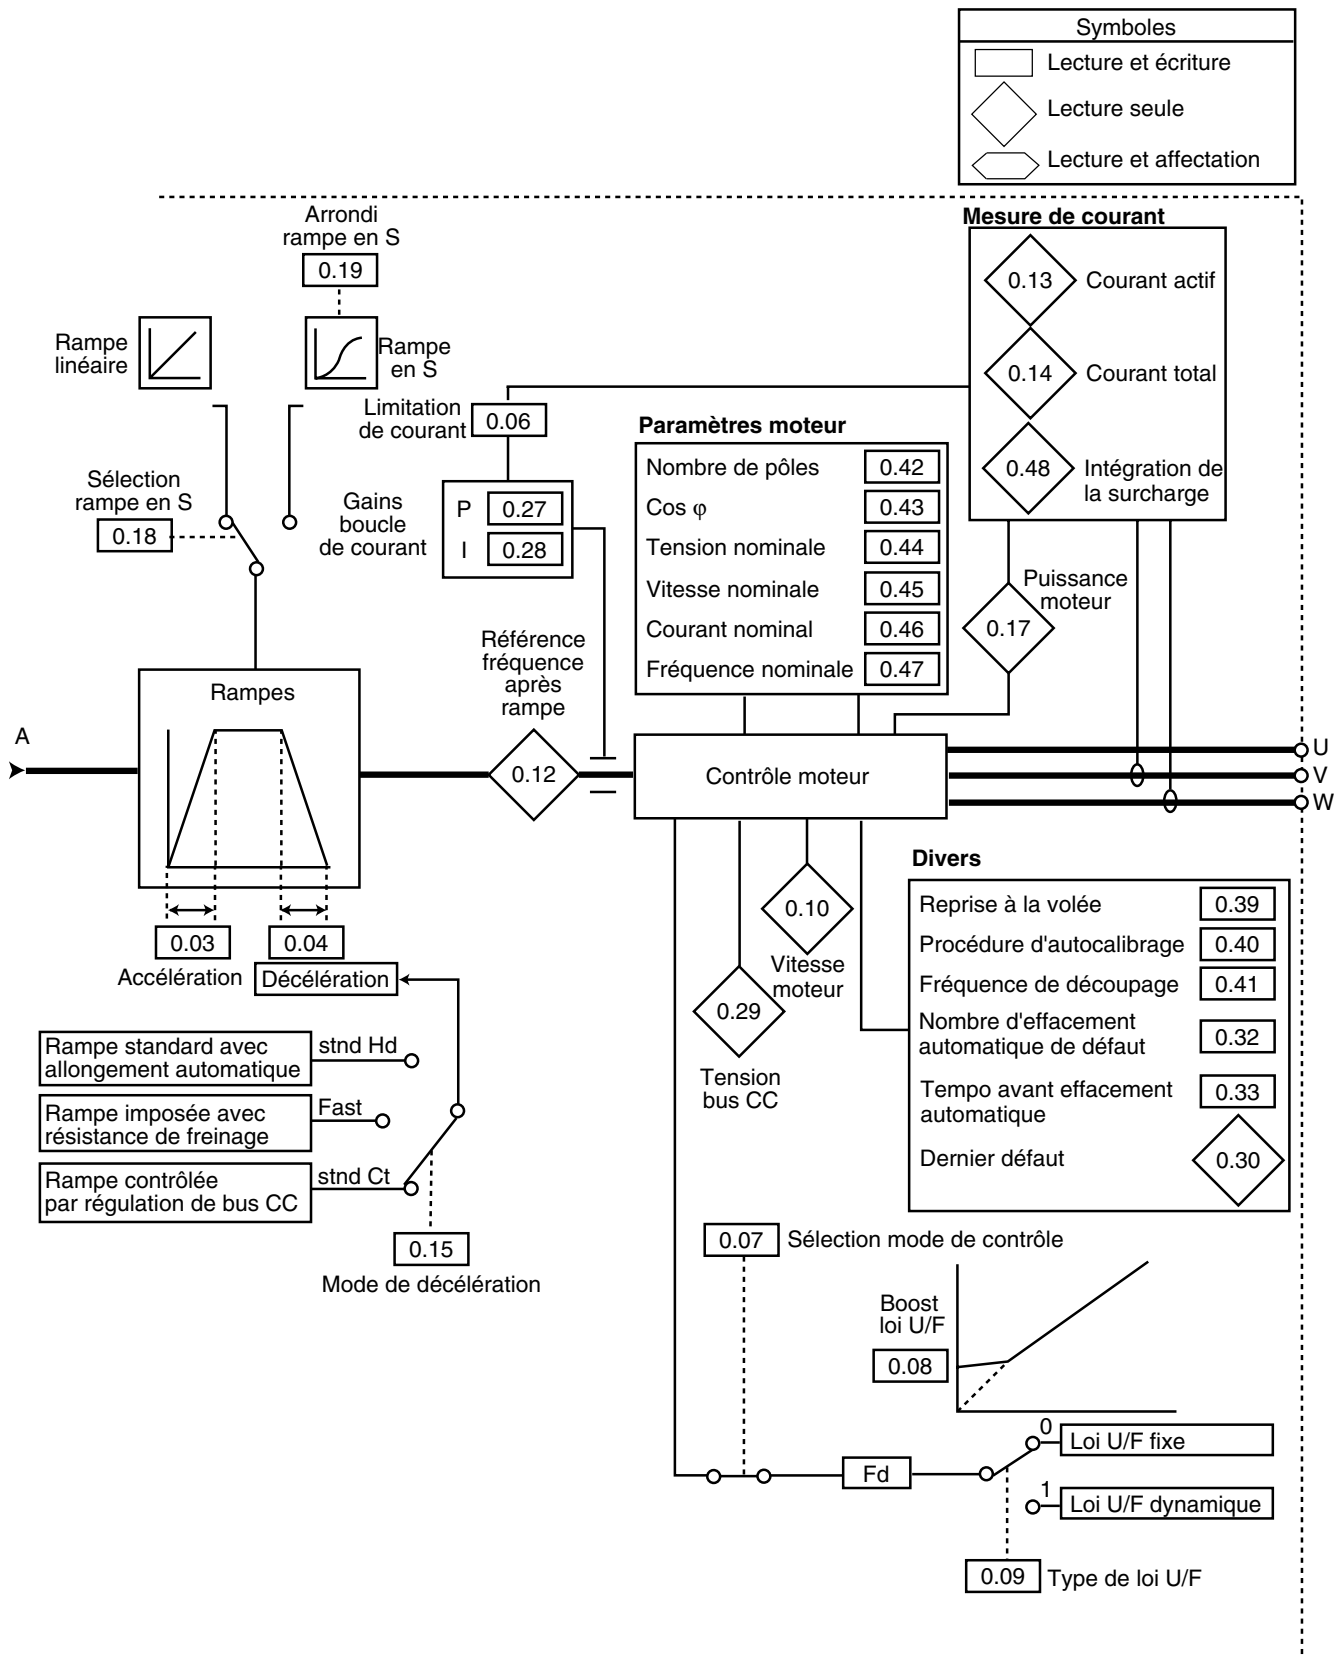 Symboles
Lecture et écriture
Lecture seule
Lecture et affectation
Arrondi
rampe en S
0.19
Rampe
linéaire
Rampe
en S
Sélection
rampe en S
0.18
Limitation
de courant
0.06
Gains
boucle
de courant
P
0.27
I
0.28
Mesure de courant
0.13
Courant actif
0.14
Courant total
0.48
Intégration de
la surcharge
Paramètres moteur
Nombre de pôles
0.42
Cos φ
0.43
Tension nominale
0.44
Vitesse nominale
0.45
Courant nominal
0.46
Fréquence nominale
0.47
Puissance
moteur
0.17
Référence
fréquence
après
rampe
0.12
A
Rampes
Contrôle moteur
U
V
W
0.03
Accélération
0.04
Décélération
Rampe standard avec
allongement automatique
stnd Hd
Rampe imposée avec
résistance de freinage
Fast
Rampe contrôlée
par régulation de bus CC
stnd Ct
0.15
Mode de décélération
0.10
Vitesse
moteur
0.29
Tension
bus CC
Divers
Reprise à la volée
0.39
Procédure d'autocalibrage
0.40
Fréquence de découpage
0.41
Nombre d'effacement
automatique de défaut
0.32
Tempo avant effacement
automatique
0.33
Dernier défaut
0.30
0.07
Sélection mode de contrôle
Boost
loi U/F
0.08
Fd
0
Loi U/F fixe
1
Loi U/F dynamique
0.09
Type de loi U/F